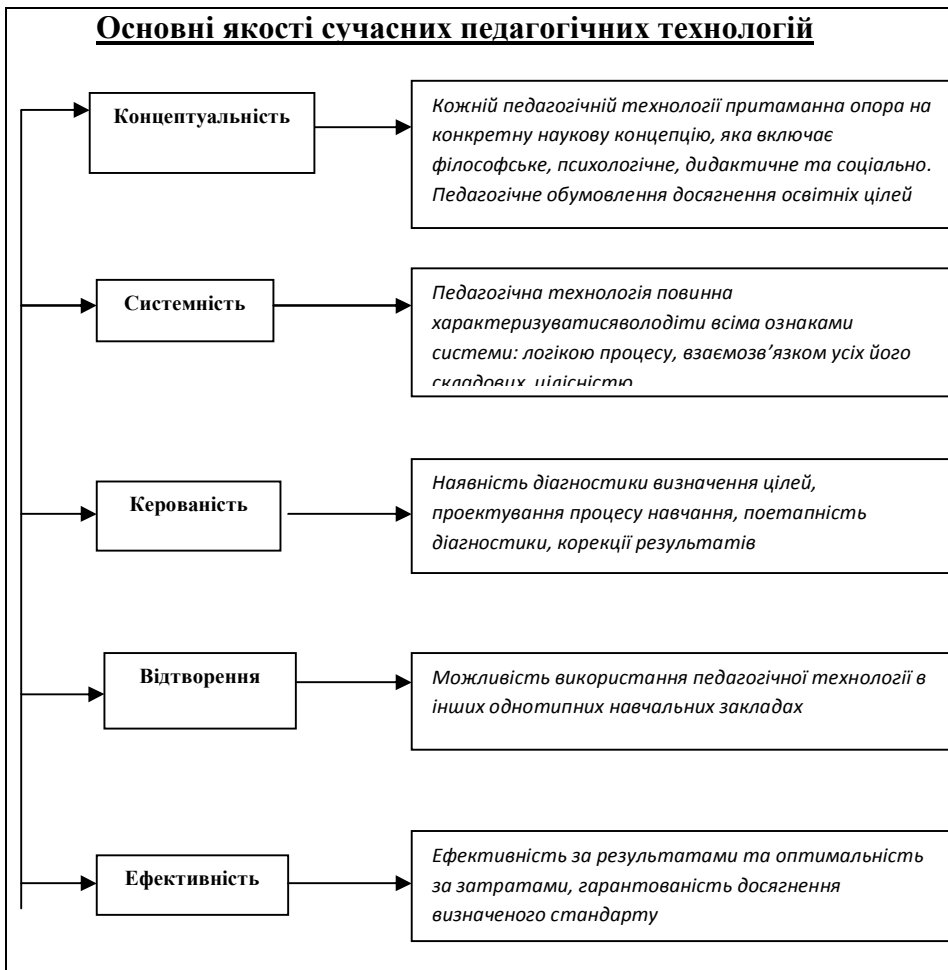 Основні якості сучасних педагогічних технологій
Концептуальність
Кожній педагогічній технології притаманна опора на
конкретну наукову концепцію, яка включає
філософське, психологічне, дидактичне та соціально.
Педагогічне обумовлення досягнення освітніх цілей
Системність
Педагогічна технологія повинна
характеризуватисяволодіти всіма ознаками
системи: логікою процесу, взаємозв’язком усіх його
складових, цілісністю
Керованість
Наявність діагностики визначення цілей,
проектування процесу навчання, поетапність
діагностики, корекції результатів
Відтворення
Можливість використання педагогічної технології в
інших однотипних навчальних закладах
Ефективність
Ефективність за результатами та оптимальність
за затратами, гарантованість досягнення
визначеного стандарту